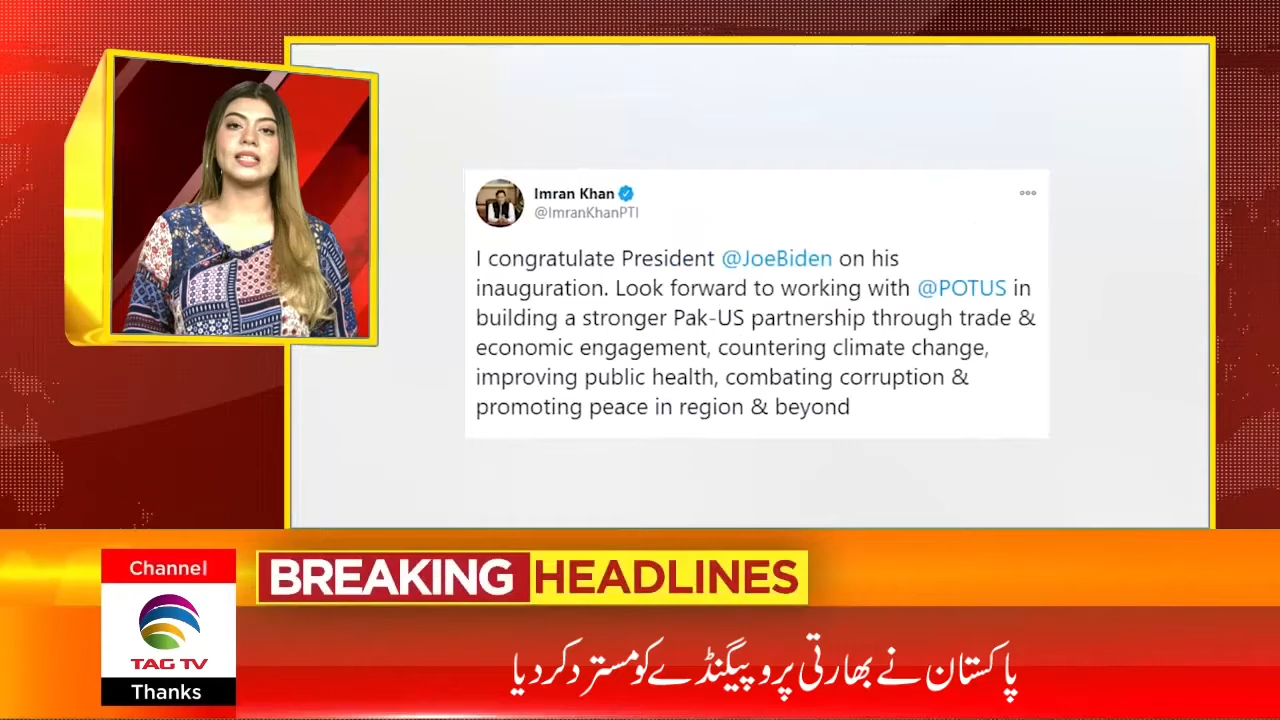 Imran Khan
@ImranKhanPTI
I congratulate President @JoeBiden on his
inauguration. Look forward to working with @POTUS in
building a stronger Pak-US partnership through trade &
economic engagement, countering climate change,
improving public health, combating corruption &
promoting peace in region & beyond
Channel
TAG TV
Thanks
BREAKING HEADLINES
پاکستان نے بھارتی پروپیگنڈے کو مسترد کردیا